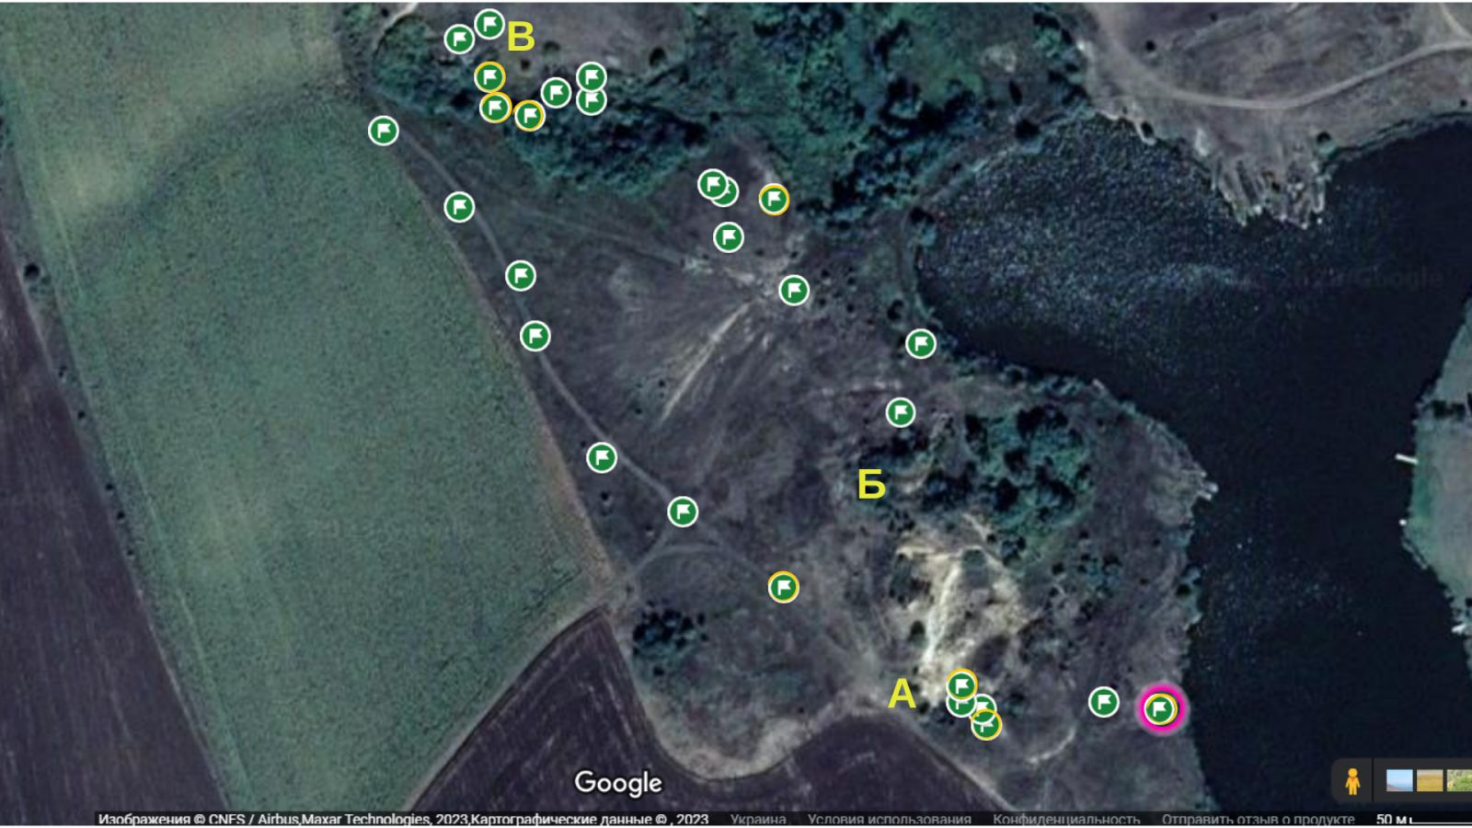 В
Б
А
Google
Изображения © CNES / Airbus,Maxar Technologies, 2023,Картографические данные © , 2023 Украина Условия использования Конфиденциальность Отправить отзыв о продукте 50 м